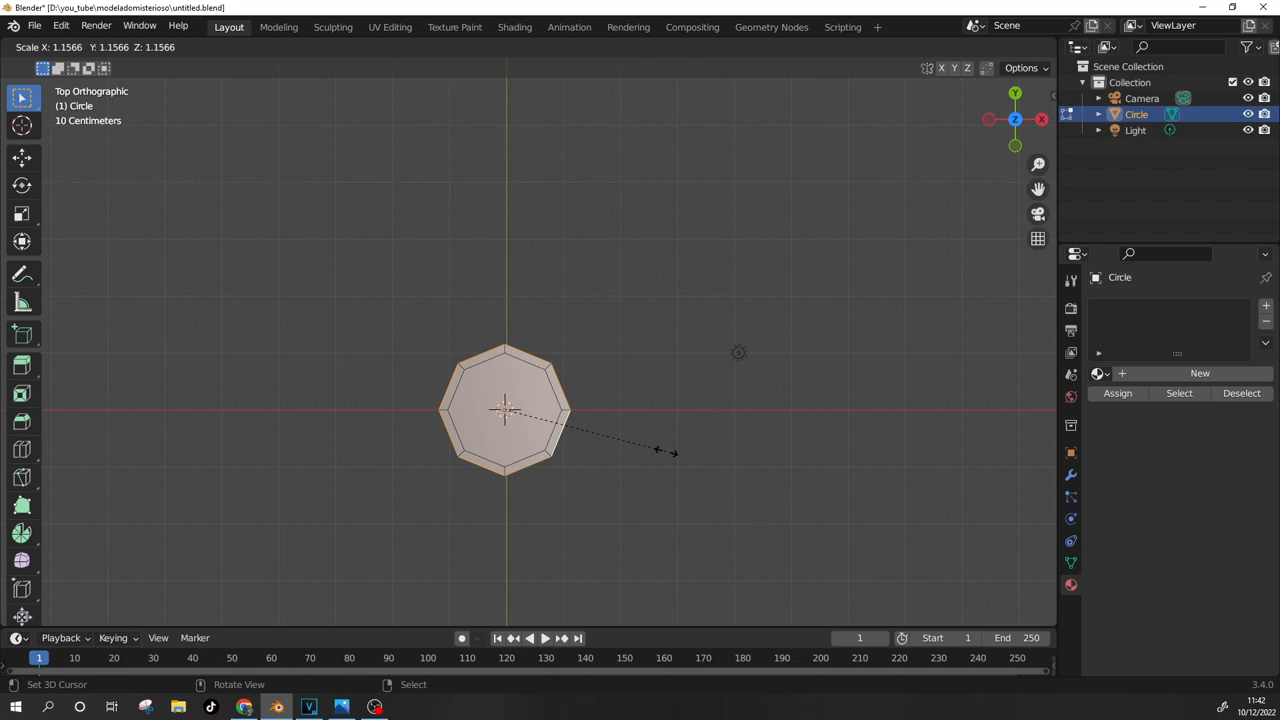 Blender* [D:\you_tube\modeladomisterioso\untitled.blend]
File Edit Render Window Help Layout Modeling Sculpting UV Editing Texture Paint Shading Animation Rendering Compositing Geometry Nodes Scripting + Scene ViewLayer
Scale X: 1.1566 Y: 1.1566 Z: 1.1566
X Y Z Options
Top Orthographic
(1) Circle
10 Centimeters
Y
Z X
Scene Collection
Collection
Camera
Circle
Light
Circle
New
Assign Select Deselect
Playback Keying View Marker 1 Start 1 End 250
1 10 20 30 40 50 60 70 80 90 100 110 120 130 140 150 160 170 180 190 200 210 220 230 240 250
Set 3D Cursor Rotate View Select 3.4.0
11:42
10/12/2022